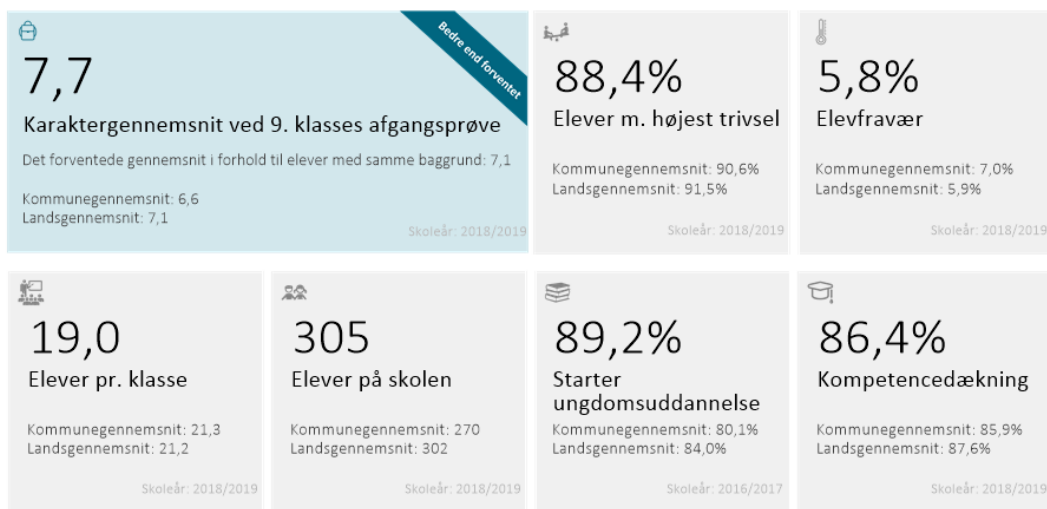 Bedre end forventet
7,7
Karaktergennemsnit ved 9. klasses afgangsprøve
Det forventede gennemsnit i forhold til elever med samme baggrund: 7,1
Kommunegennemsnit: 6,6
Landsgennemsnit: 7,1
Skoleår: 2018/2019
88,4%
Elever m. højest trivsel
Kommunegennemsnit: 90,6%
Landsgennemsnit: 91,5%
Skoleår: 2018/2019
5,8%
Elevfravær
Kommunegennemsnit: 7,0%
Landsgennemsnit: 5,9%
Skoleår: 2018/2019
19,0
Elever pr. klasse
Kommunegennemsnit: 21,3
Landsgennemsnit: 21,2
Skoleår: 2018/2019
305
Elever på skolen
Kommunegennemsnit: 270
Landsgennemsnit: 302
Skoleår: 2018/2019
89,2%
Starter
ungdomsuddannelse
Kommunegennemsnit: 80,1%
Landsgennemsnit: 84,0%
Skoleår: 2016/2017
86,4%
Kompetencedækning
Kommunegennemsnit: 85,9%
Landsgennemsnit: 87,6%
Skoleår: 2018/2019